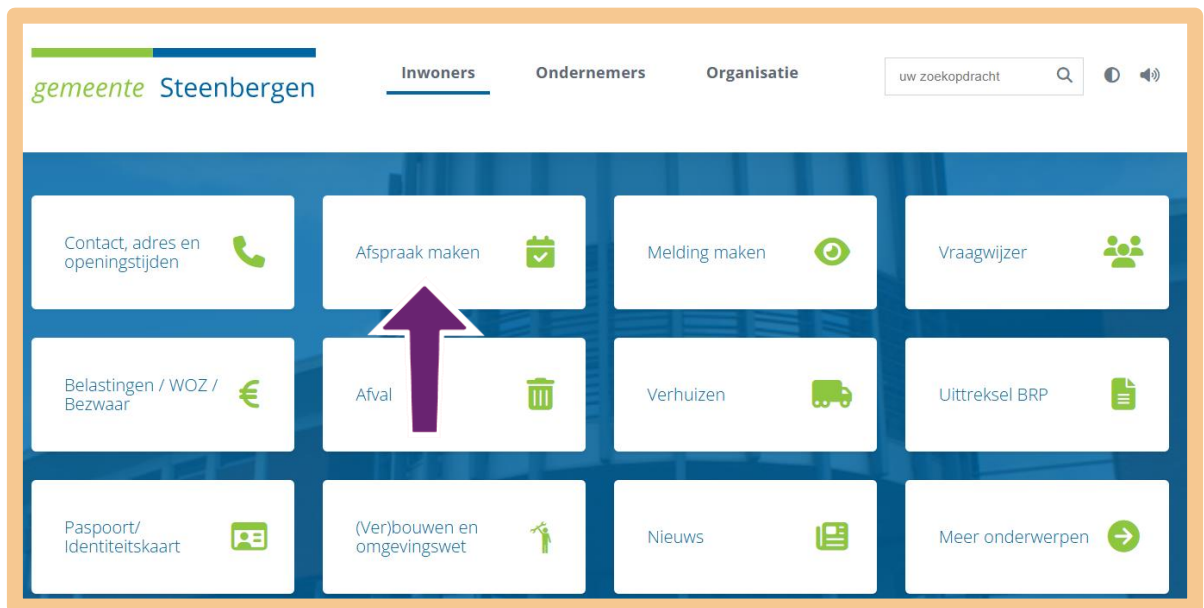 gemeente Steenbergen
Inwoners Ondernemers Organisatie
uw zoekopdracht
Contact, adres en
openingstijden
Afspraak maken
Melding maken
Vraagwijzer
Belastingen / WOZ /
Bezwaar
Afval
Verhuizen
Uittreksel BRP
Paspoort/
Identiteitskaart
(Ver)bouwen en
omgevingswet
Nieuws
Meer onderwerpen